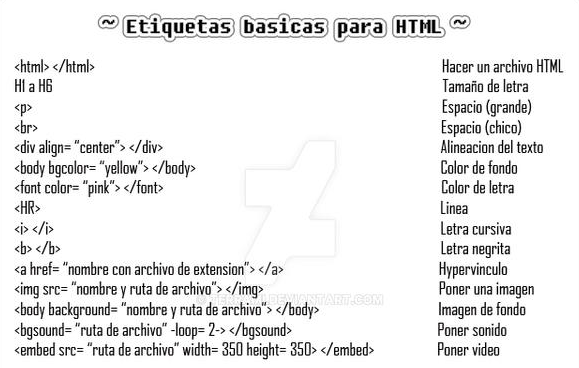 ~ Etiquetas basicas para HTML ~
<html> </html> Hacer un archivo HTML
H1 a H6 Tamaño de letra
<p> Espacio (grande)
<br> Espacio (chico)
<div align= “center”> </div> Alineacion del texto
<body bgcolor= “yellow”> </body> Color de fondo
<font color= “pink”> </font> Color de letra
<HR> Linea
<i> </i> Letra cursiva
<b> </b> Letra negrita
<a href= “nombre con archivo de extension”> </a> Hypervinculo
<img src= “nombre y ruta de archivo”> </img> Poner una imagen
<body background= “nombre y ruta de archivo”> </body> Imagen de fondo
<bgsound= “ruta de archivo” -loop= 2-> </bgsound> Poner sonido
<embed src= “ruta de archivo” width= 350 height= 350> </embed> Poner video